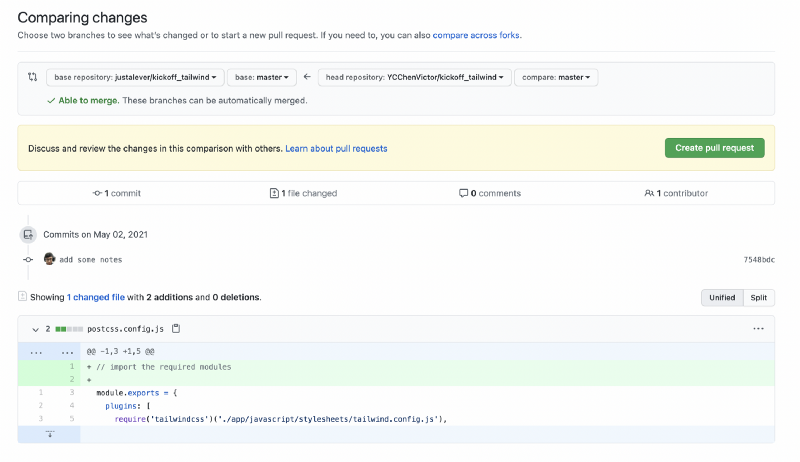 Comparing changes
Choose two branches to see what's changed or to start a new pull request. If you need to, you can also compare across forks.
base repository: justalever/kickoff_tailwind base: master head repository: YCChenVictor/kickoff_tailwind compare: master
Able to merge. These branches can be automatically merged.
Discuss and review the changes in this comparison with others. Learn about pull requests Create pull request
1 commit 1 file changed 0 comments 1 contributor
Commits on May 02, 2021
add some notes 7548bdc
Showing 1 changed file with 2 additions and 0 deletions. Unified Split
2 postcss.config.js ...
... ... @@ -1,3 +1,5 @@
1 + // import the required modules
2 +
1 3 module.exports = {
2 4 plugins: [
3 5 require('tailwindcss')('./app/javascript/stylesheets/tailwind.config.js'),